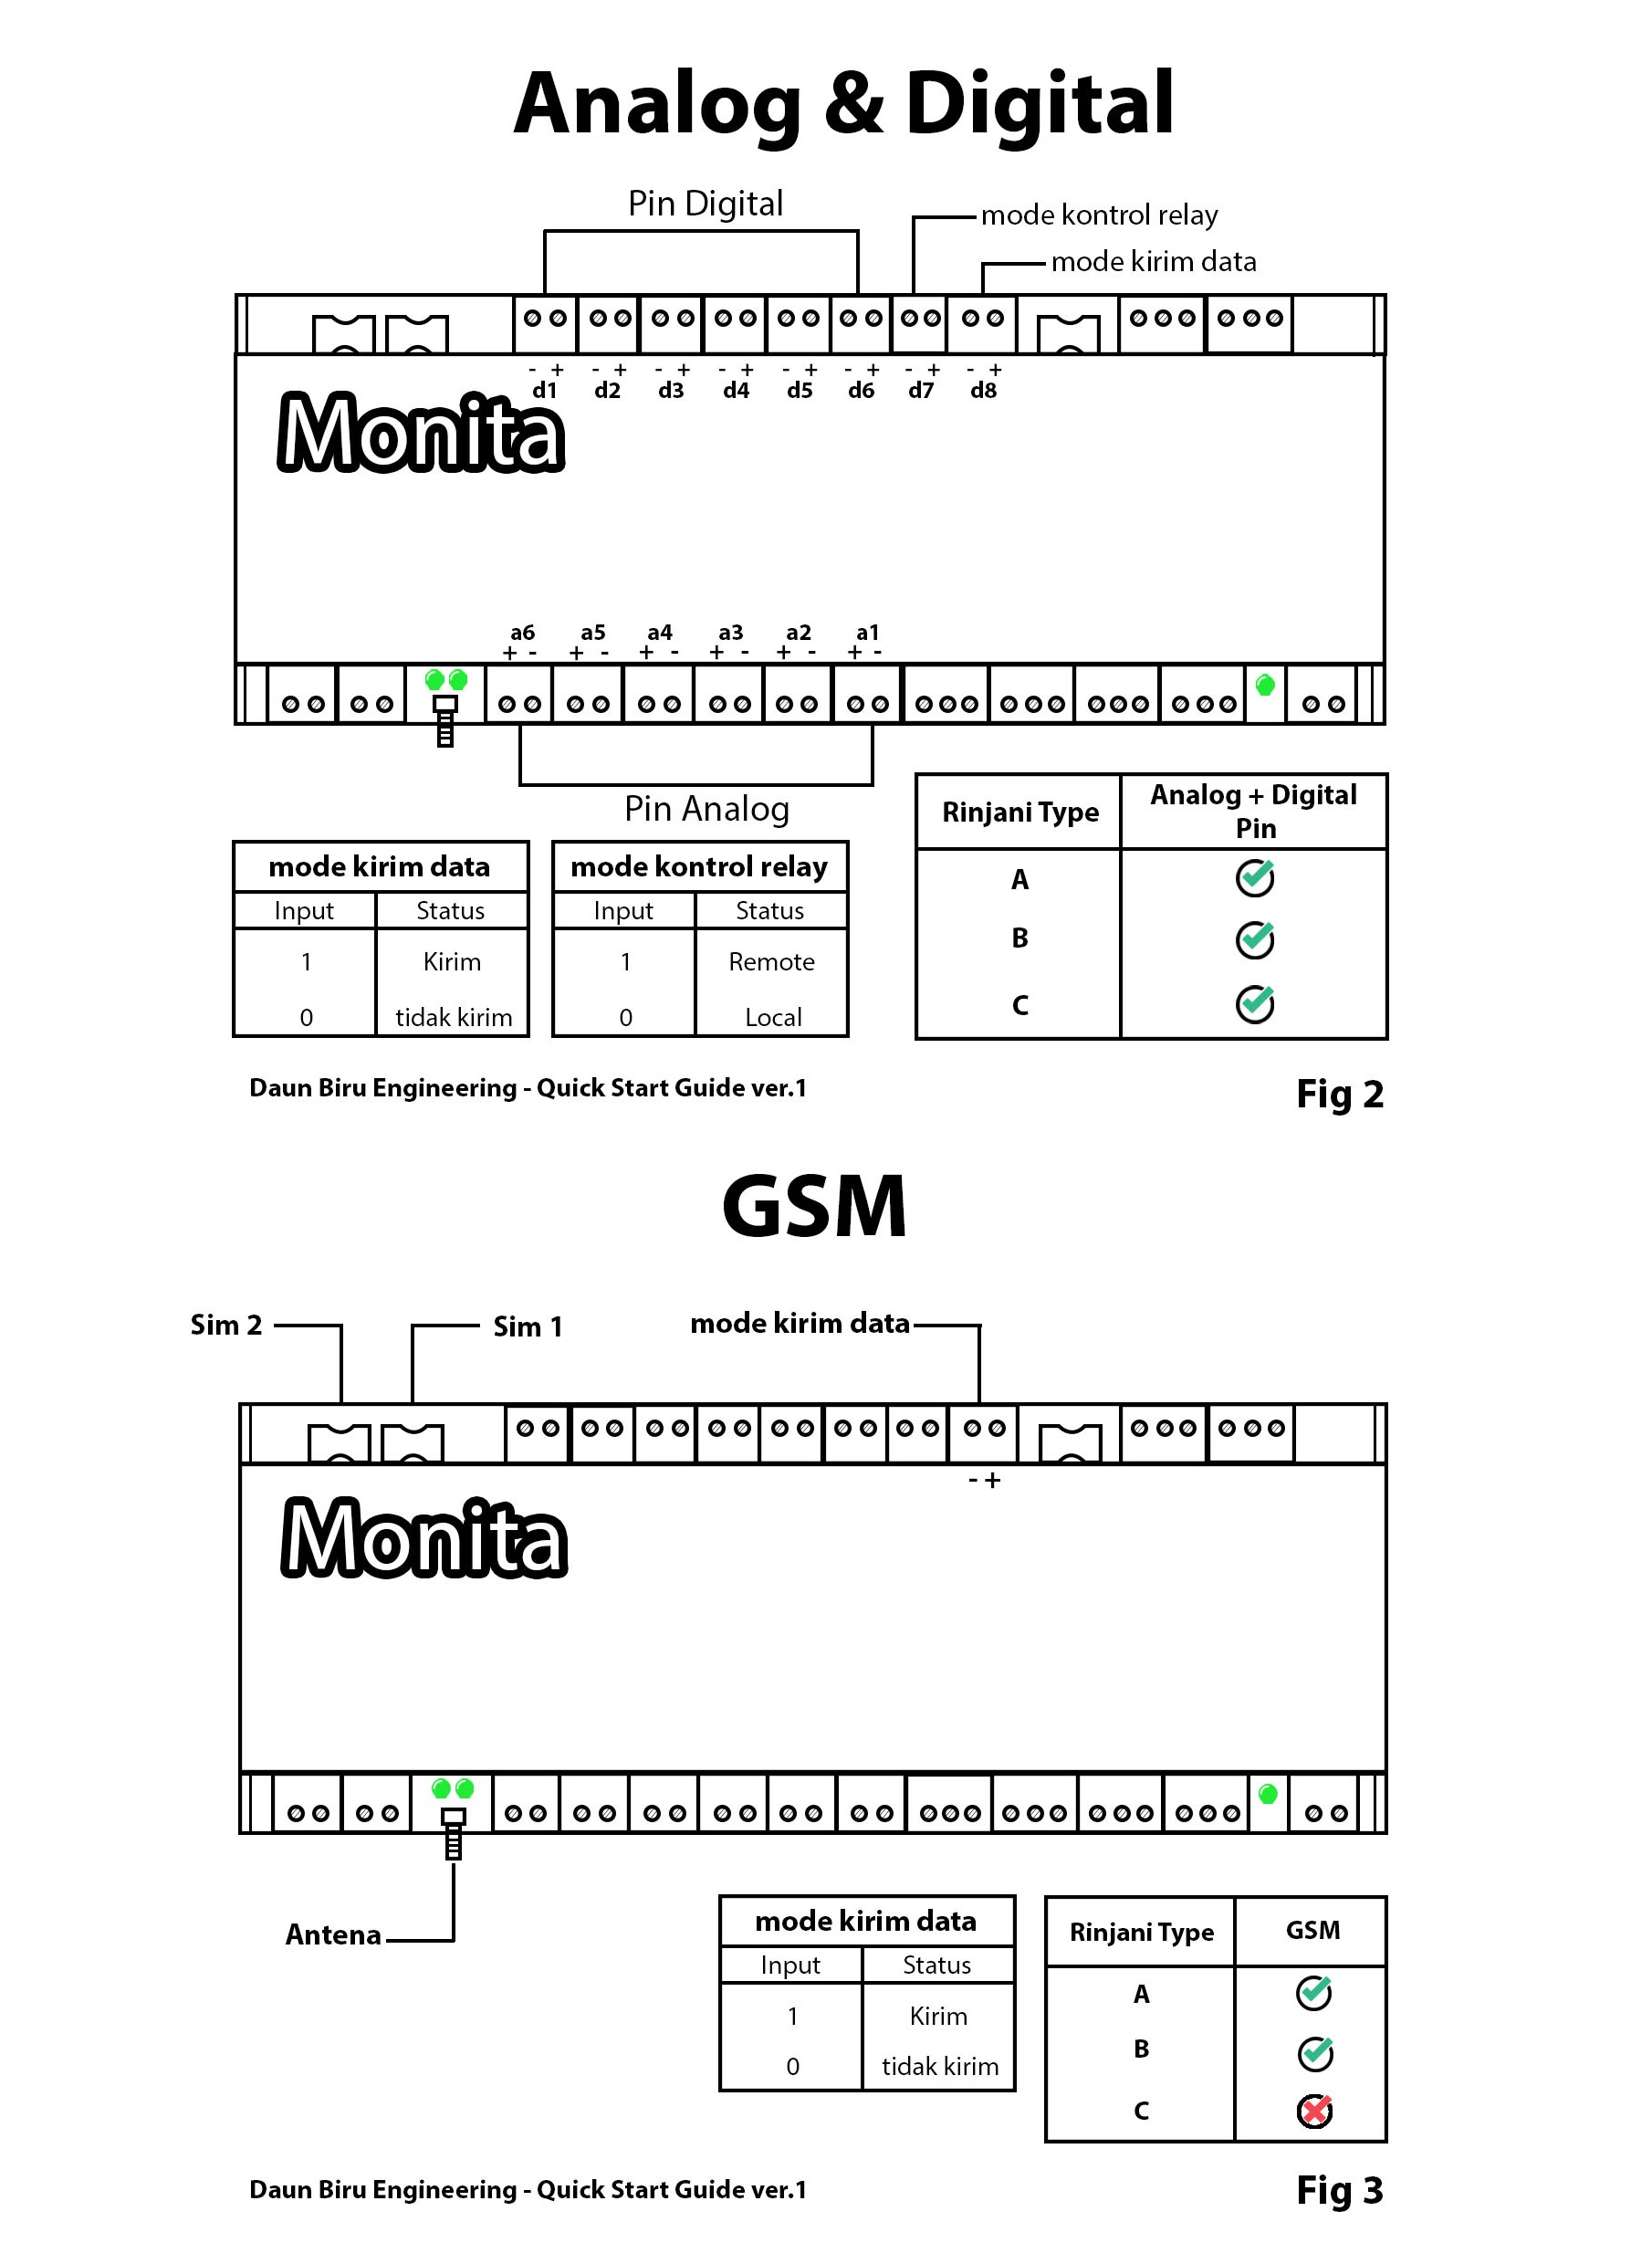 Analog & Digital
Pin Digital
mode kontrol relay
mode kirim data
- + - + - + - + - + - + - + - +
d1 d2 d3 d4 d5 d6 d7 d8
Monita
a6 a5 a4 a3 a2 a1
+ - + - + - + - + - + -
Pin Analog
mode kirim data
Input Status
1 Kirim
0 tidak kirim
mode kontrol relay
Input Status
1 Remote
0 Local
Rinjani Type Analog + Digital
Pin
A
B
C
Daun Biru Engineering - Quick Start Guide ver.1 Fig 2
GSM
Sim 2 Sim 1 mode kirim data
- +
Monita
Antena
mode kirim data
Input Status
1 Kirim
0 tidak kirim
Rinjani Type GSM
A
B
C
Daun Biru Engineering - Quick Start Guide ver.1 Fig 3